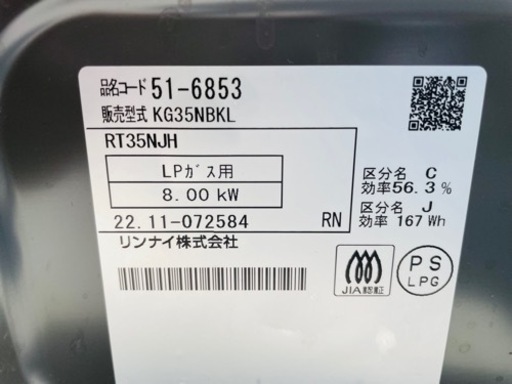 品名コード 51-6853
販売型式 KG35NBKL
RT35NJH
LPガス用
8.00 kW
22.11-072584 RN
リンナイ株式会社
区分名 C
効率56.3%
区分名 J
効率 167 Wh
JIA認証
PS
LPG